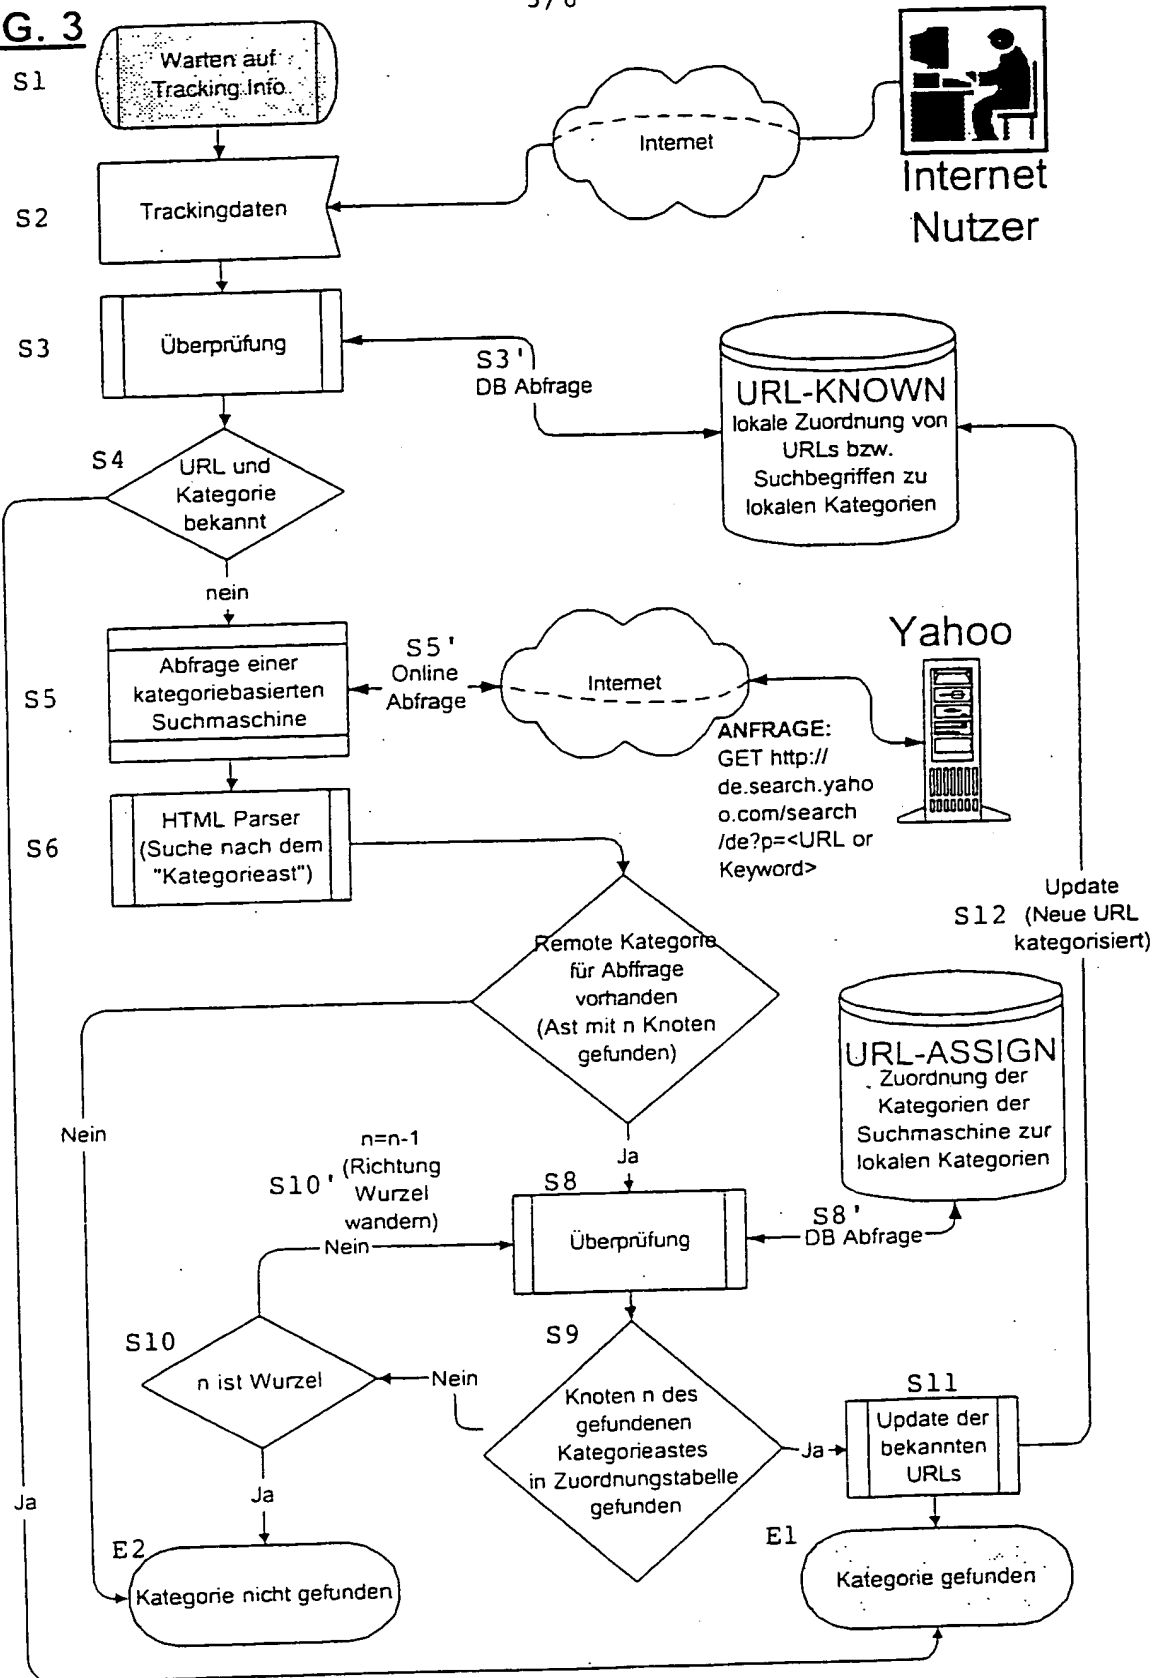 G. 3
S1
Warten auf
Tracking Info.
Internet
Internet
Nutzer
S2
Trackingdaten
S3
Überprüfung
S3'
DB Abfrage
URL-KNOWN
lokale Zuordnung von
URLs bzw.
Suchbegriffen zu
lokalen Kategorien
S4
URL und
Kategorie
bekannt
nein
S5
Abfrage einer
kategoriebasierten
Suchmaschine
S5'
Online
Abfrage
Internet
Yahoo
ANFRAGE:
GET http://
de.search.yaho
o.com/search
/de?p=<URL or
Keyword>
S6
HTML Parser
(Suche nach dem
"Kategorieast")
Remote Kategorie
für Abffrage
vorhanden
(Ast mit n Knoten
gefunden)
S12
Update
(Neue URL
kategorisiert)
URL-ASSIGN
Zuordnung der
Kategorien der
Suchmaschine zur
lokalen Kategorien
Nein
Ja
S10'
n=n-1
(Richtung
Wurzel
wandern)
Nein
S8
Überprüfung
S8'
DB Abfrage
S10
n ist Wurzel
Nein
S9
Knoten n des
gefundenen
Kategorieastes
in Zuordnungstabelle
gefunden
Ja
S11
Update der
bekannten
URLs
Ja
Ja
E2
Kategorie nicht gefunden
E1
Kategorie gefunden